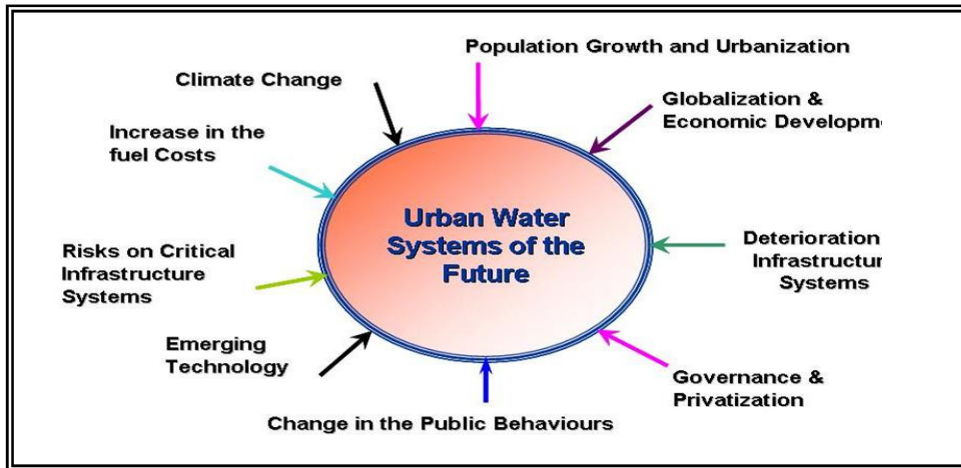 Population Growth and Urbanization
Climate Change
Globalization &
Economic Developm
Increase in the
fuel Costs
Urban Water
Systems of the
Future
Deterioration
Infrastructur
Systems
Risks on Critical
Infrastructure
Systems
Emerging
Technology
Governance &
Privatization
Change in the Public Behaviours